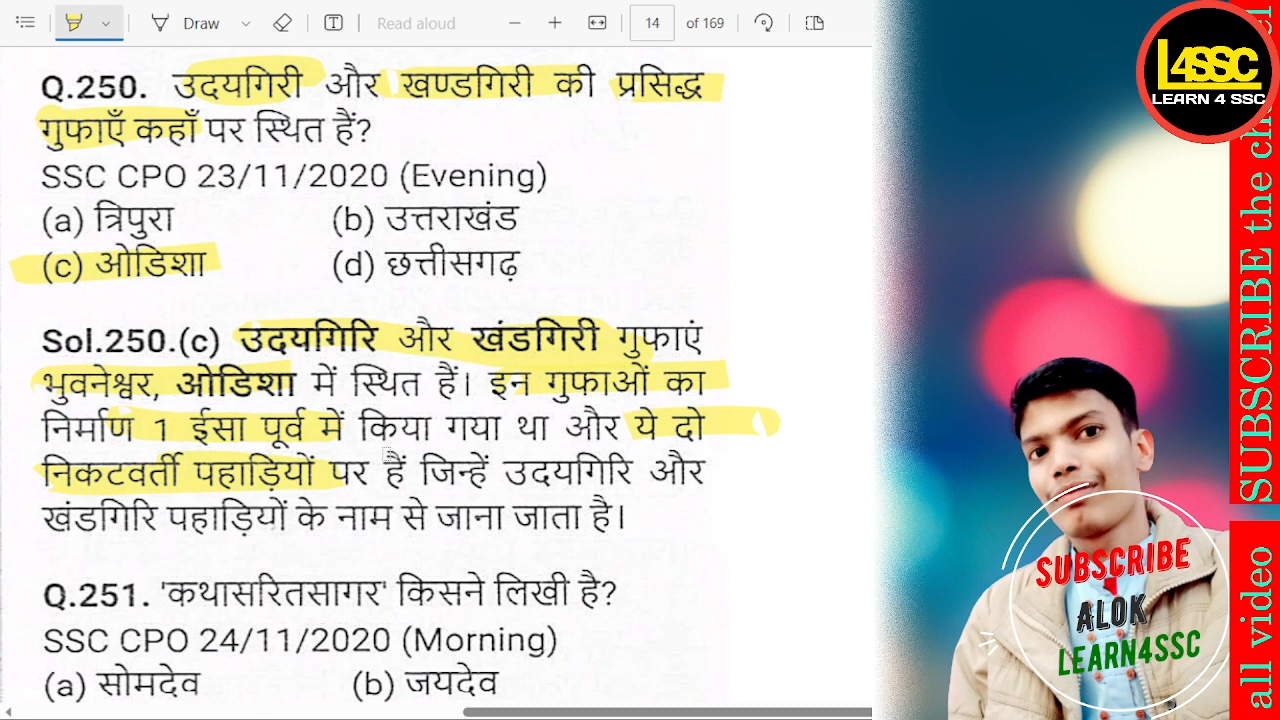 Draw
Read aloud
14
of 169
Q.250. उदयगिरी और खण्डगिरी की प्रसिद्ध
गुफाएँ कहाँ पर स्थित हैं?
SSC CPO 23/11/2020 (Evening)
(a) त्रिपुरा (b) उत्तराखंड
(c) ओडिशा (d) छत्तीसगढ़
Sol.250.(c) उदयगिरि और खंडगिरी गुफाएं
भुवनेश्वर, ओडिशा में स्थित हैं। इन गुफाओं का
निर्माण 1 ईसा पूर्व में किया गया था और ये दो
निकटवर्ती पहाड़ियों पर हैं जिन्हें उदयगिरि और
खंडगिरि पहाड़ियों के नाम से जाना जाता है।
Q.251. 'कथासरितसागर' किसने लिखी है?
SSC CPO 24/11/2020 (Morning)
(a) सोमदेव (b) जयदेव
L4SSC
LEARN 4 SSC
SUBSCRIBE the
all video
SUBSCRIBE
ALOK
LEARN4SSC